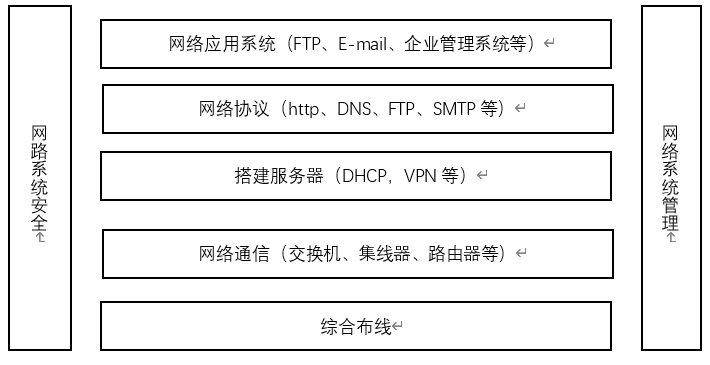 网路系统安全
网络应用系统（FTP、E-mail、企业管理系统等）
网络协议（http、DNS、FTP、SMTP 等）
搭建服务器（DHCP，VPN 等）
网络通信（交换机、集线器、路由器等）
综合布线
网络系统管理